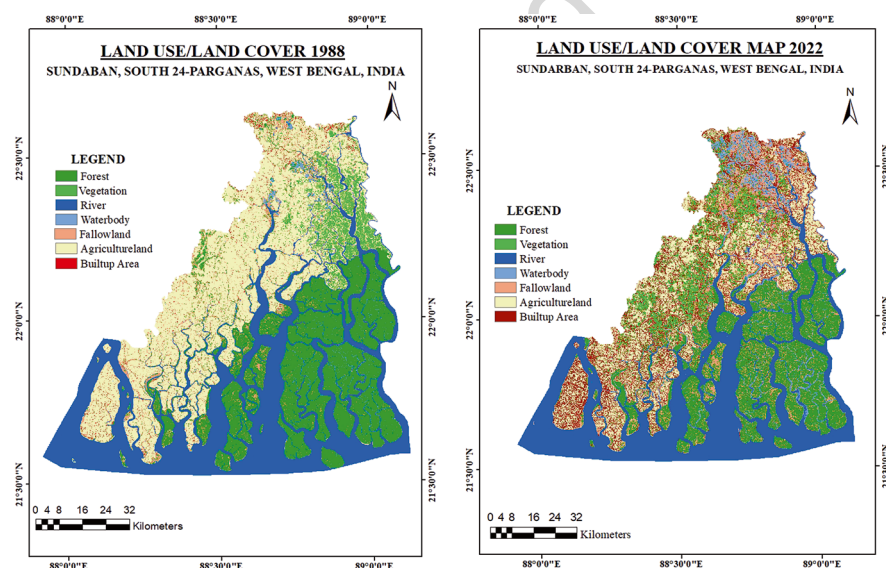 88°0'0"E 88°30'0"E 89°0'0"E
LAND USE/LAND COVER 1988
SUNDABAN, SOUTH 24-PARGANAS, WEST BENGAL, INDIA
N
22°30'0"N
22°0'0"N
21°30'0"N
LEGEND
Forest
Vegetation
River
Waterbody
Fallowland
Agricultureland
Builtup Area
22°30'0"N
22°0'0"N
21°30'0"N
0 4 8 16 24 32
Kilometers
88°0'0"E 88°30'0"E 89°0'0"E
88°0'0"E 88°30'0"E 89°0'0"E
LAND USE/LAND COVER MAP 2022
SUNDARBAN, SOUTH 24-PARGANAS, WEST BENGAL, INDIA
N
22°30'0"N
22°0'0"N
21°30'0"N
LEGEND
Forest
Vegetation
River
Waterbody
Fallowland
Agricultureland
Builtup Area
0 4 8 16 24 32
Kilometers
88°0'0"E 88°30'0"E 89°0'0"E